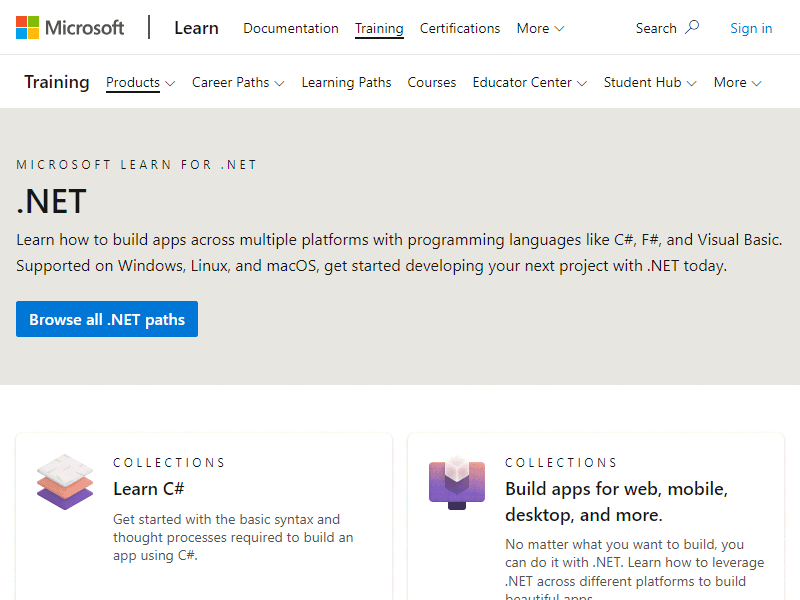 Microsoft Learn Documentation Training Certifications More Search Sign in
Training Products Career Paths Learning Paths Courses Educator Center Student Hub More
MICROSOFT LEARN FOR .NET
.NET
Learn how to build apps across multiple platforms with programming languages like C#, F#, and Visual Basic.
Supported on Windows, Linux, and macOS, get started developing your next project with .NET today.
Browse all .NET paths
COLLECTIONS
Learn C#
Get started with the basic syntax and
thought processes required to build an
app using C#.
COLLECTIONS
Build apps for web, mobile,
desktop, and more.
No matter what you want to build, you
can do it with .NET. Learn how to leverage
.NET across different platforms to build
beautiful apps.